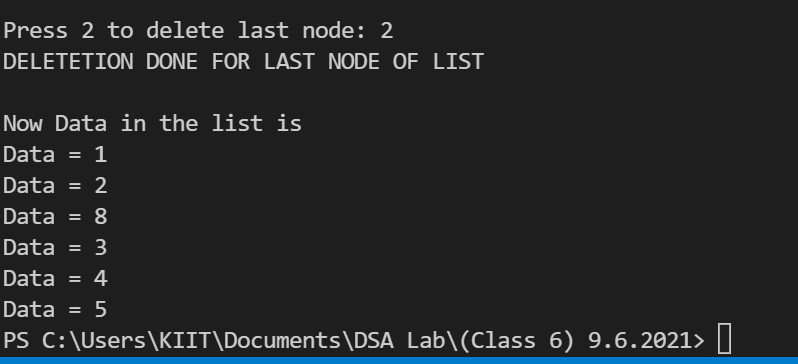 Press 2 to delete last node: 2
DELETETION DONE FOR LAST NODE OF LIST
Now Data in the list is
Data = 1
Data = 2
Data = 8
Data = 3
Data = 4
Data = 5
PS C:\Users\KIIT\Documents\DSA Lab\(Class 6) 9.6.2021>